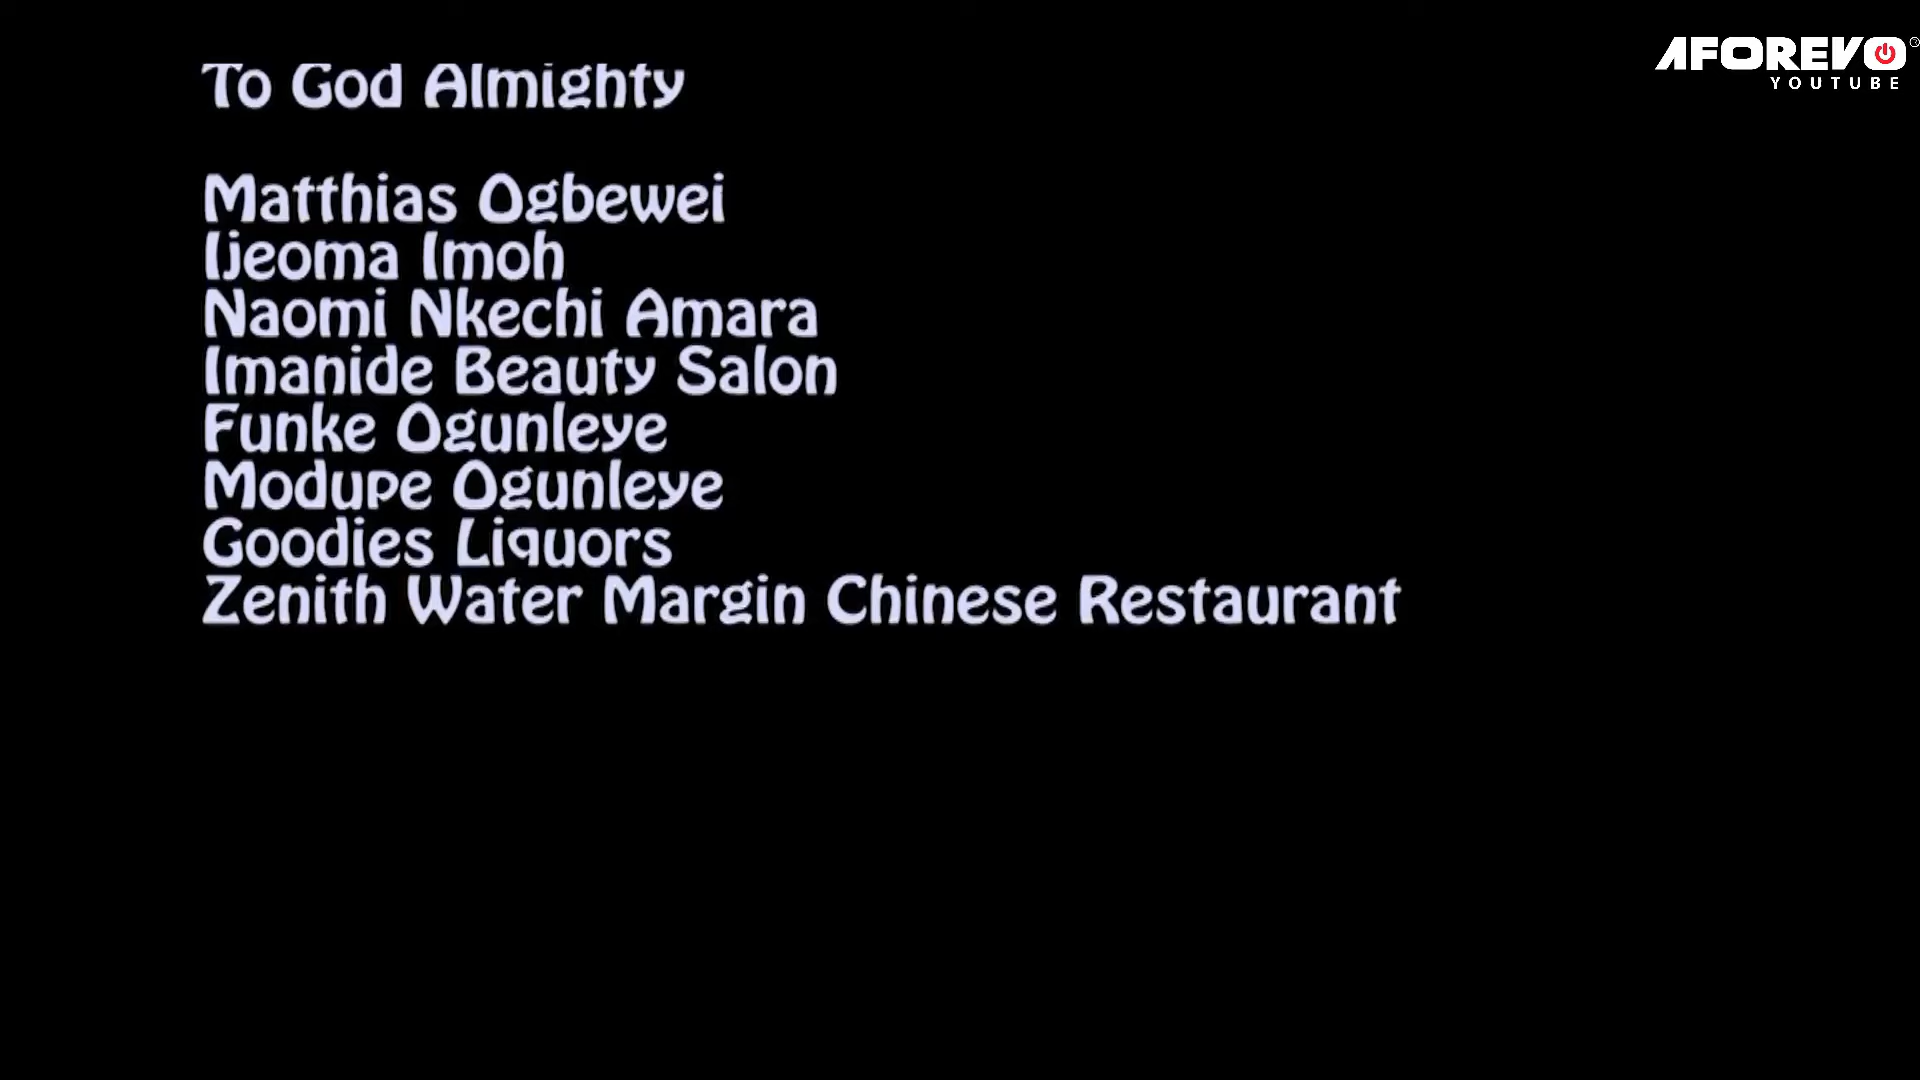 To God Almighty
Matthias Ogbewei
Ijeoma Imoh
Naomi Nkechi Amara
Imanide Beauty Salon
Funke Ogunleye
Modupe Ogunleye
Goodies Liquors
Zenith Water Margin Chinese Restaurant
AFOREVO
YOUTUBE